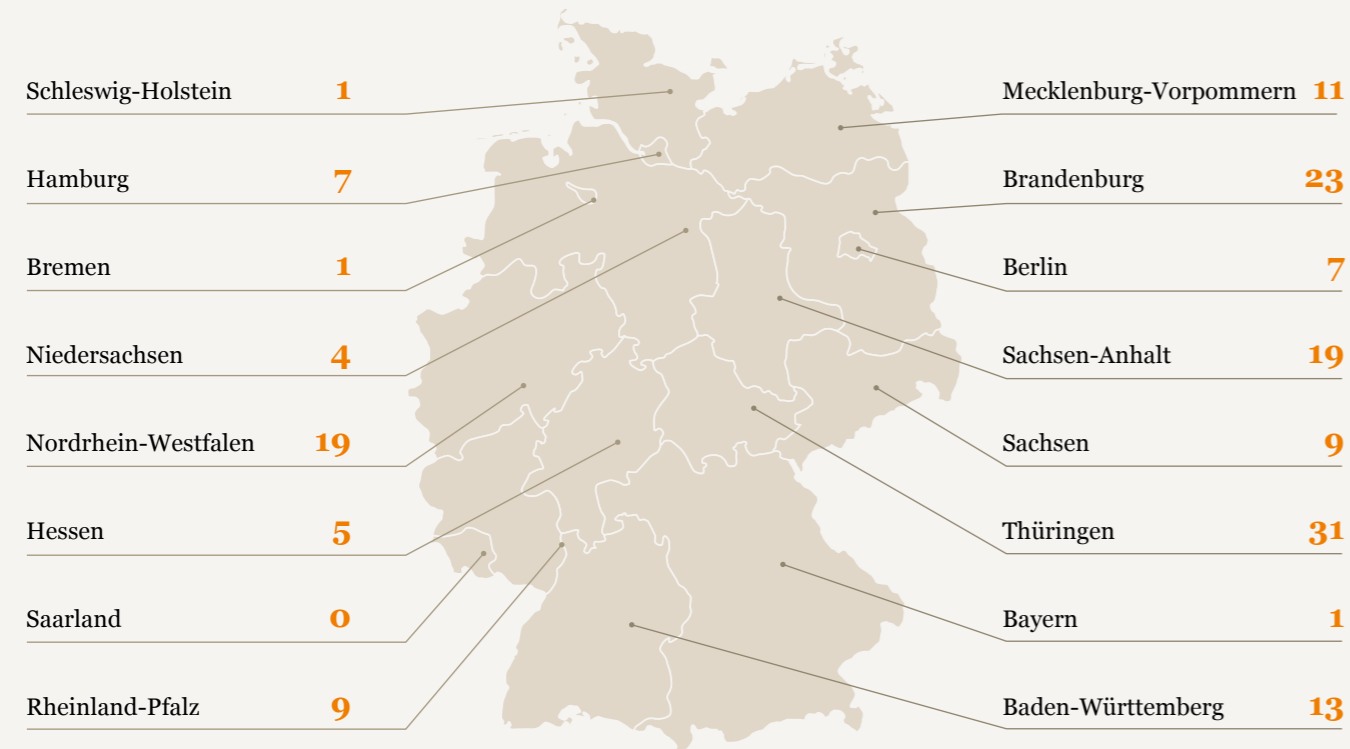 Schleswig-Holstein 1
Hamburg 7
Bremen 1
Niedersachsen 4
Nordrhein-Westfalen 19
Hessen 5
Saarland 0
Rheinland-Pfalz 9
Mecklenburg-Vorpommern 11
Brandenburg 23
Berlin 7
Sachsen-Anhalt 19
Sachsen 9
Thüringen 31
Bayern 1
Baden-Württemberg 13